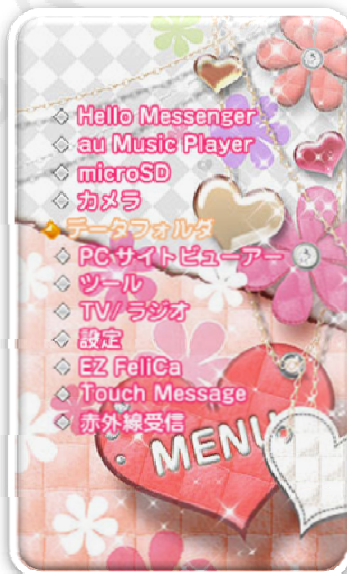 Hello Messenger
au Music Player
microSD
カメラ
データフォルダ
PCサイトビューアー
ツール
TV/ラジオ
設定
EZ FeliCa
Touch Message
赤外線受信
MENU